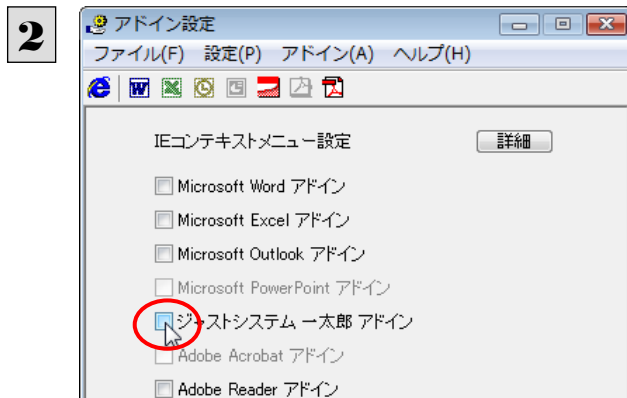 2
アドイン設定
ファイル(F) 設定(P) アドイン(A) ヘルプ(H)
IEコンテキストメニュー設定 詳細
Microsoft Word アドイン
Microsoft Excel アドイン
Microsoft Outlook アドイン
Microsoft PowerPoint アドイン
ジャストシステム 一太郎 アドイン
Adobe Acrobat アドイン
Adobe Reader アドイン